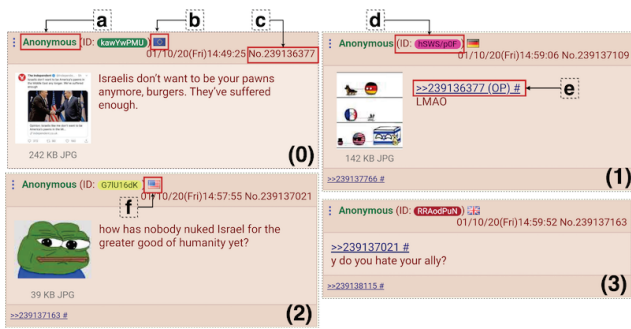 a
b
c
d
Anonymous (ID: kawYwPMU)
01/10/20(Fri)14:49:25 No.239136377
The Independent
Israelis don't want to be your pawns
anymore, burgers. They've suffered
enough.
242 KB JPG
(0)
Anonymous (ID: hSWS/p0F)
01/10/20(Fri)14:59:06 No.239137109
>>239136377 (OP) #
e
LMAO
142 KB JPG
>>239137766 #
(1)
Anonymous (ID: G7lU16dK)
01/10/20(Fri)14:57:55 No.239137021
f
how has nobody nuked Israel for the
greater good of humanity yet?
39 KB JPG
>>239137163 #
(2)
Anonymous (ID: RRAodPuN)
01/10/20(Fri)14:59:52 No.239137163
>>239137021 #
y do you hate your ally?
>>239138115 #
(3)